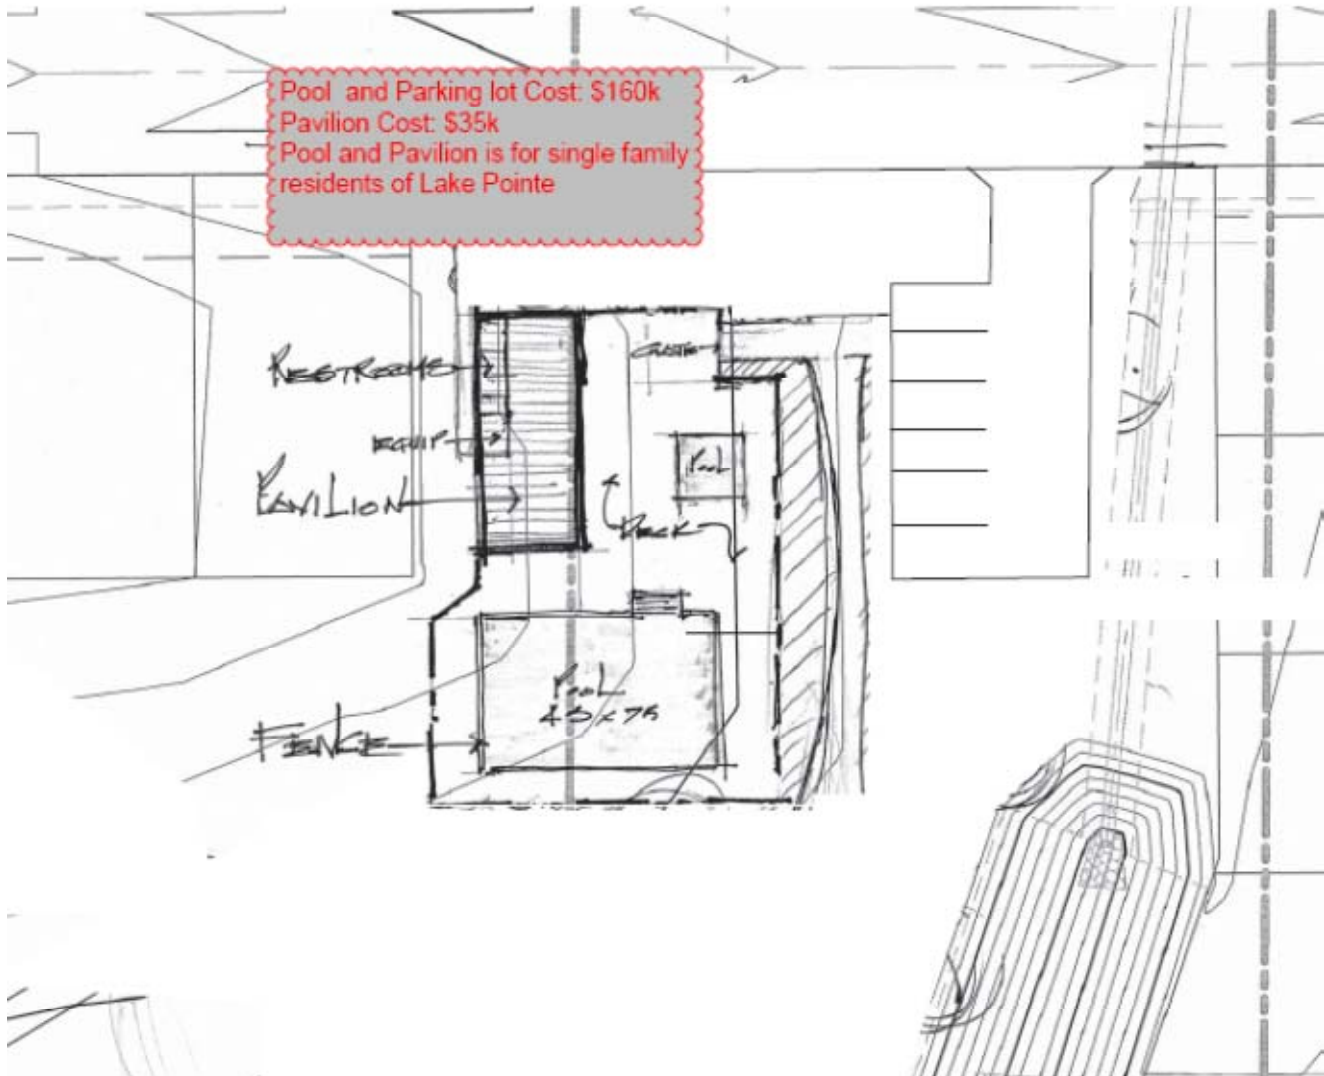 Pool and Parking lot Cost: $160k
Pavilion Cost: $35k
Pool and Pavilion is for single family
residents of Lake Pointe
RESTROOMS
EQUIP
PAVILION
POOL
DECK
POOL
45 x 75
FENCE